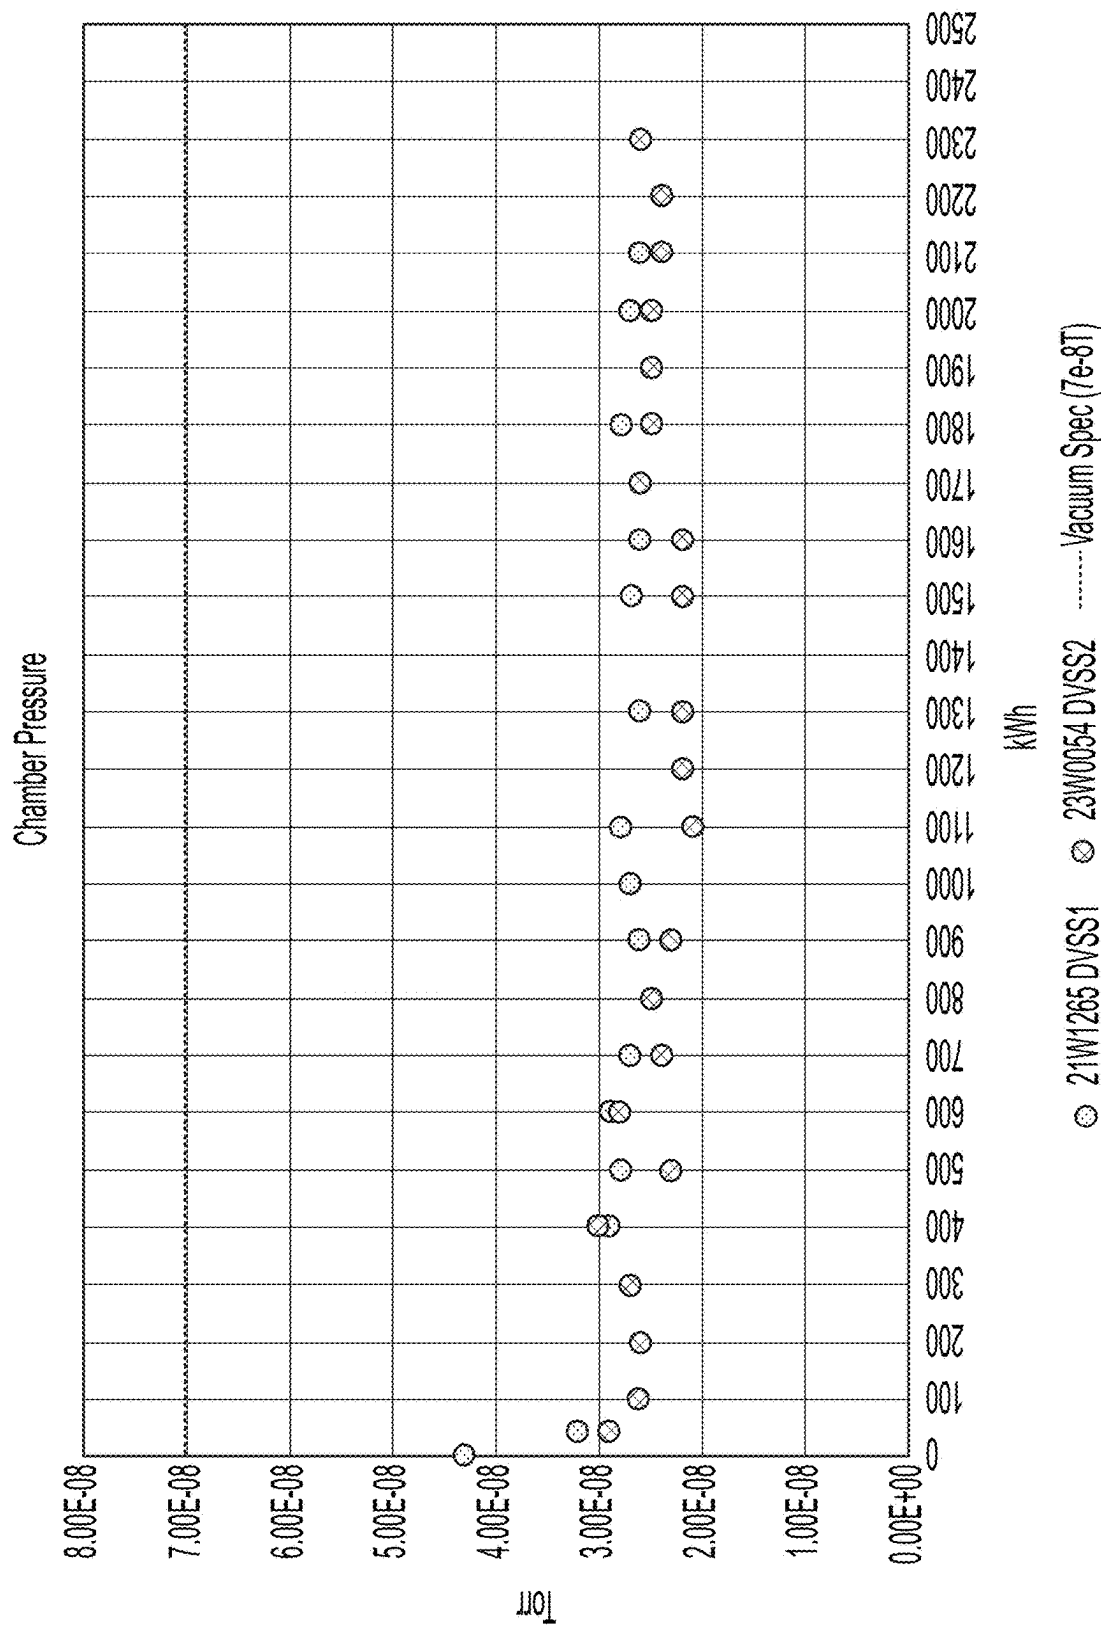 Chamber Pressure
8.00E-08
7.00E-08
6.00E-08
5.00E-08
4.00E-08
3.00E-08
2.00E-08
1.00E-08
0.00E+00
Torr
0
100
200
300
400
500
600
700
800
900
1000
1100
1200
1300
1400
1500
1600
1700
1800
1900
2000
2100
2200
2300
2400
2500
kWh
21W1265 DVSS1 23W0054 DVSS2 Vacuum Spec (7e-8T)